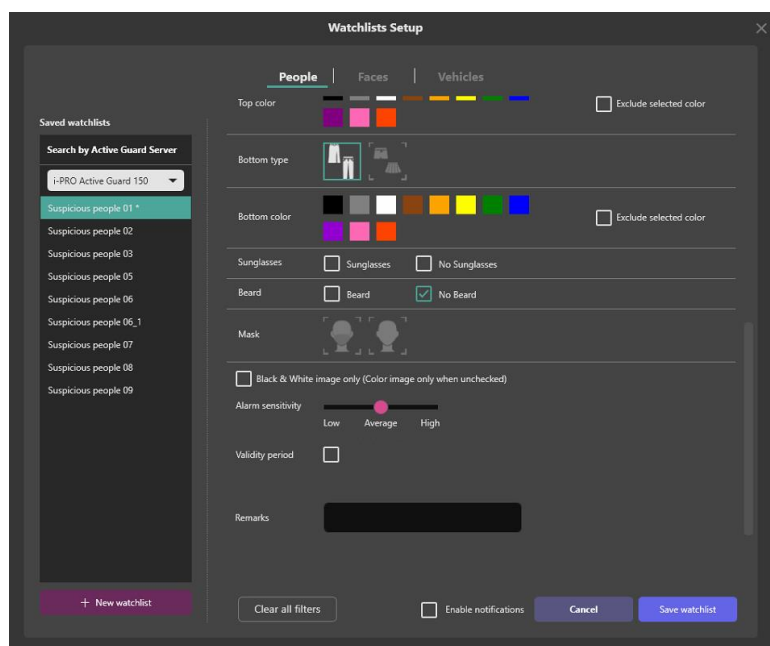 Watchlists Setup
People | Faces | Vehicles
Saved watchlists
Search by Active Guard Server
i-PRO Active Guard 150
Suspicious people 01 *
Suspicious people 02
Suspicious people 03
Suspicious people 05
Suspicious people 06
Suspicious people 06_1
Suspicious people 07
Suspicious people 08
Suspicious people 09
+ New watchlist
Top color
Exclude selected color
Bottom type
Bottom color
Exclude selected color
Sunglasses
Sunglasses
No Sunglasses
Beard
Beard
No Beard
Mask
Black & White image only (Color image only when unchecked)
Alarm sensitivity
Low Average High
Validity period
Remarks
Clear all filters
Enable notifications
Cancel
Save watchlist